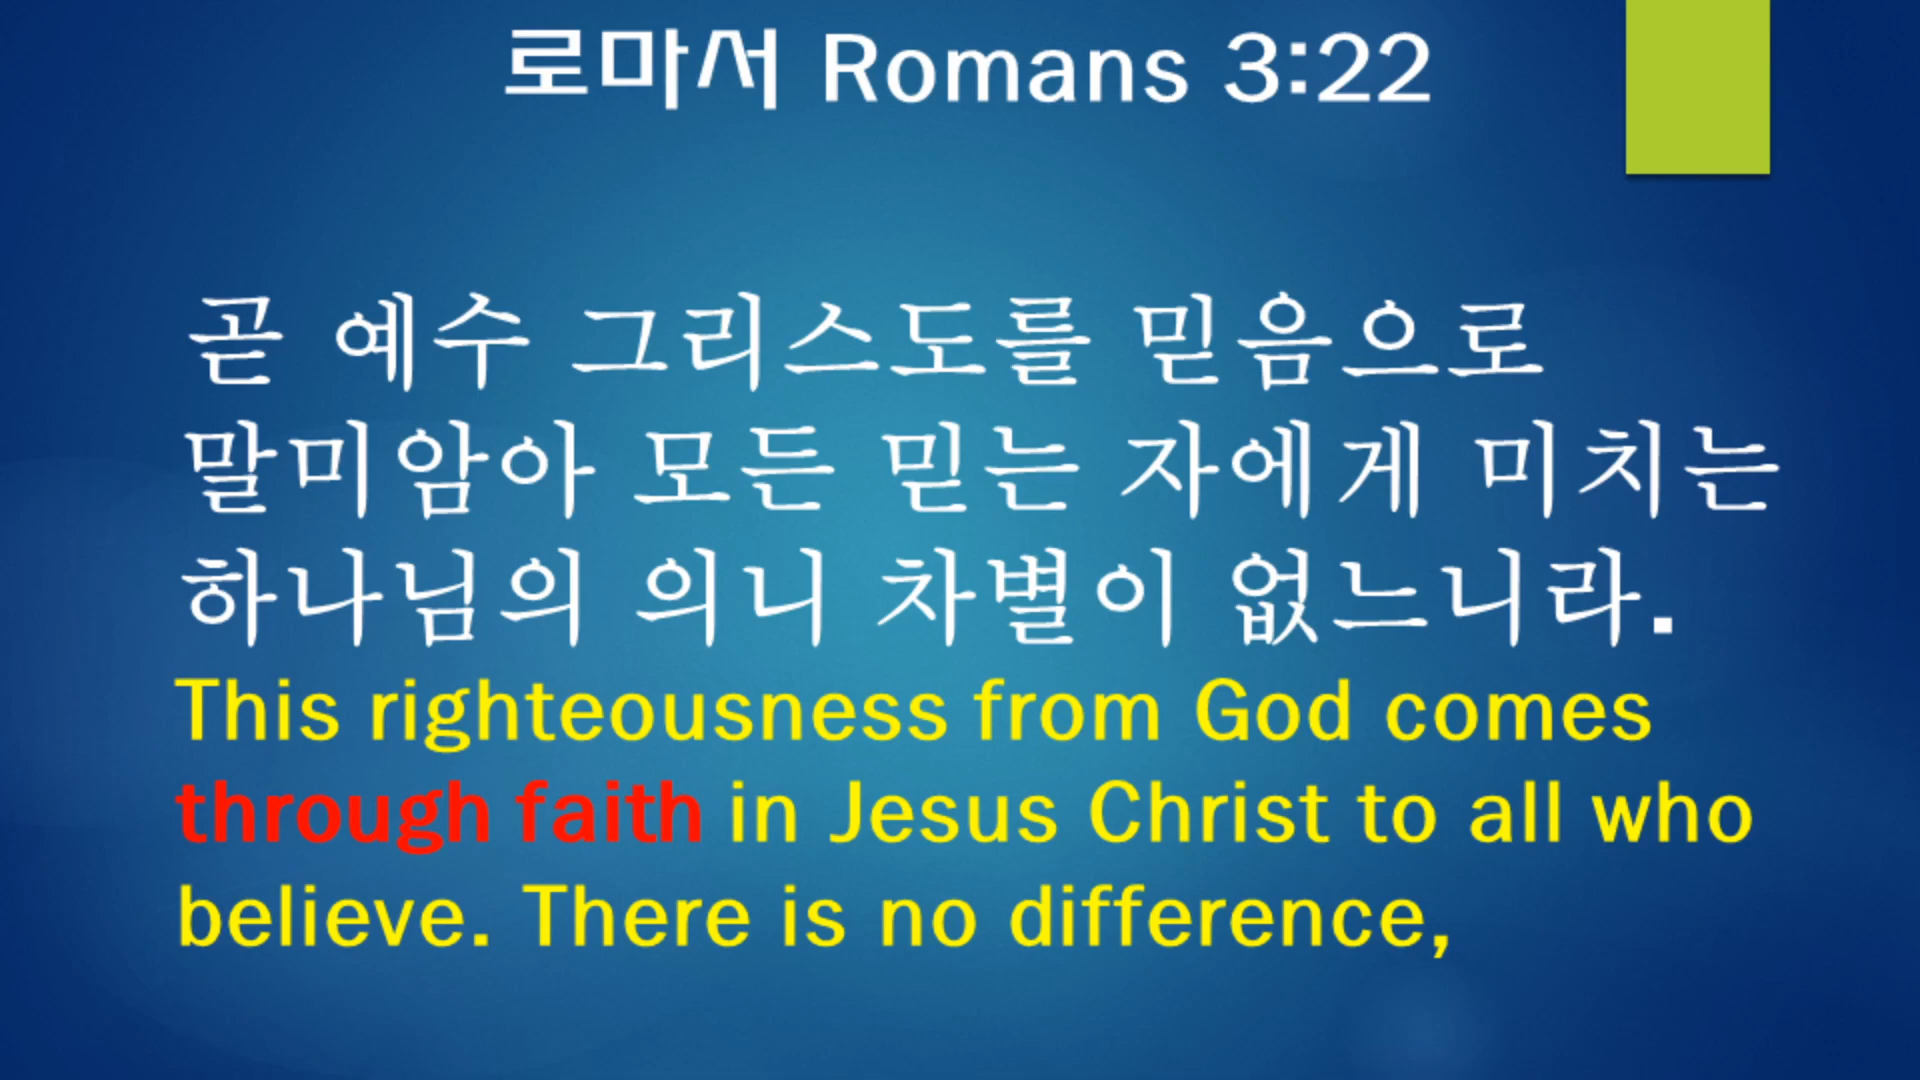 로마서 Romans 3:22
곧 예수 그리스도를 믿음으로
말미암아 모든 믿는 자에게 미치는
하나님의 의니 차별이 없느니라.
This righteousness from God comes
through faith in Jesus Christ to all who
believe. There is no difference,